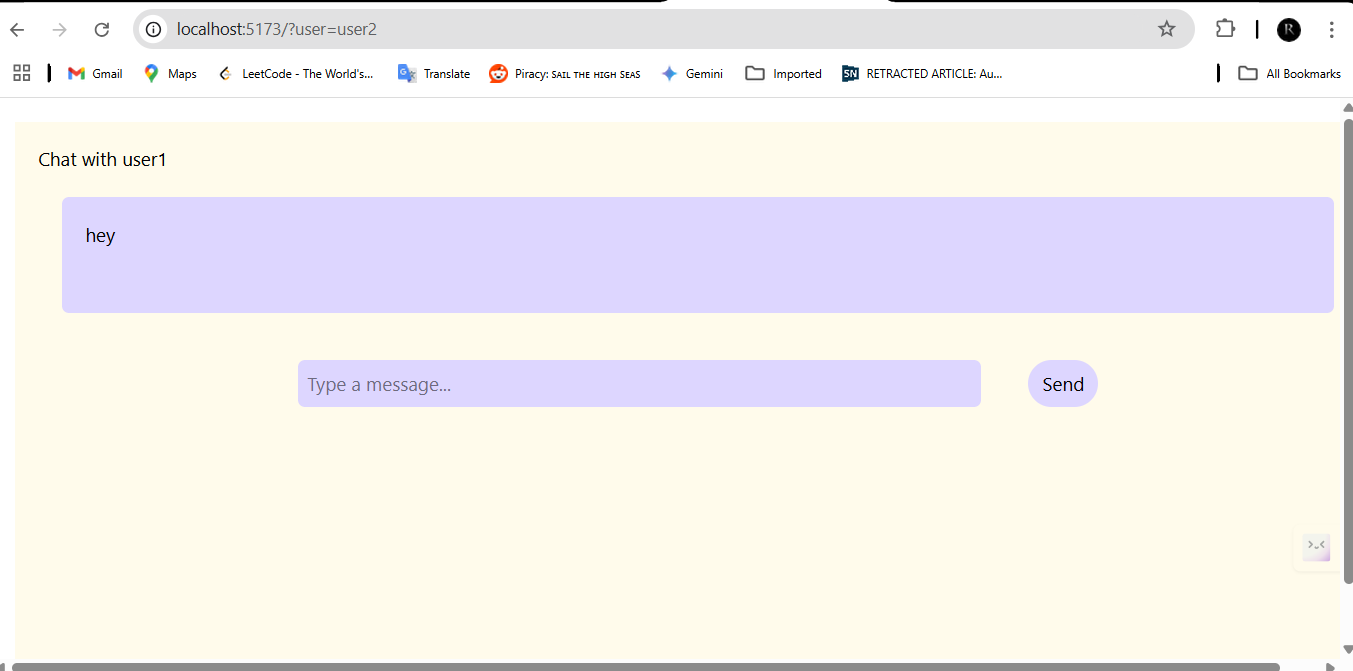 localhost:5173/?user=user2
R
Gmail Maps LeetCode - The World's... Translate Piracy: SAIL THE HIGH SEAS Gemini Imported SN RETRACTED ARTICLE: Au... All Bookmarks
Chat with user1
hey
Type a message... Send